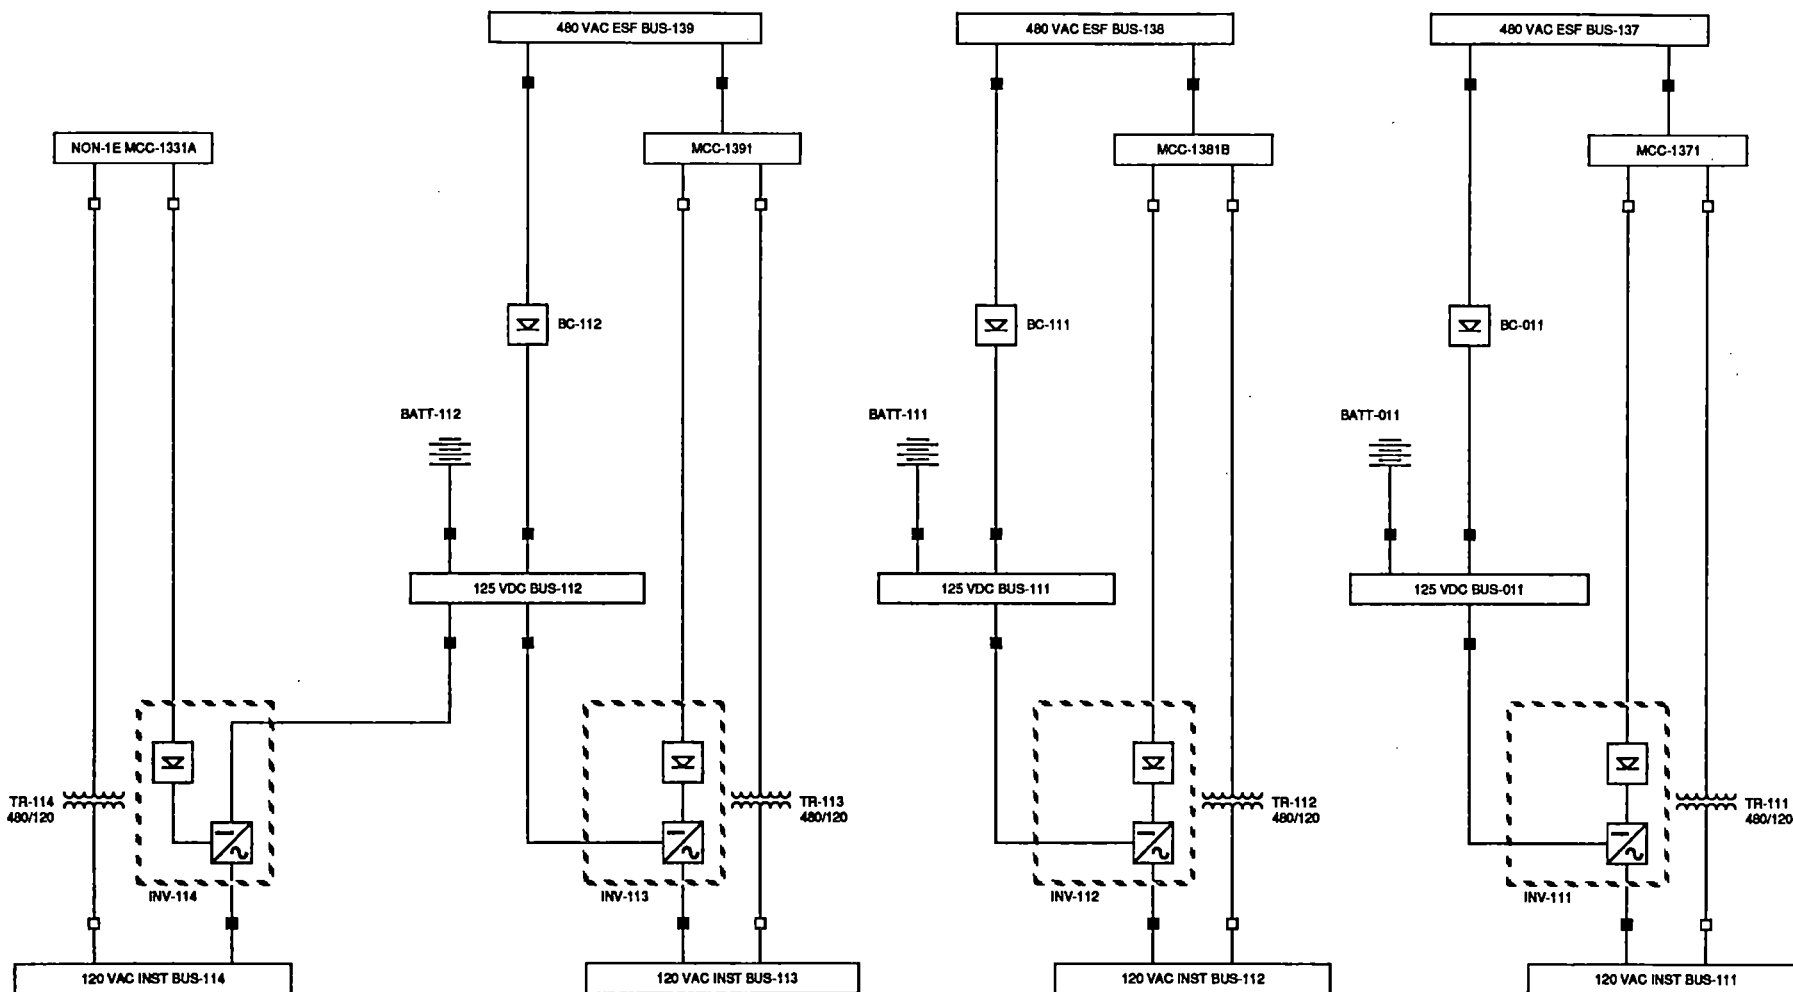 480 VAC ESF BUS-139
480 VAC ESF BUS-138
480 VAC ESF BUS-137
NON-1E MCC-1331A
MCC-1391
MCC-1381B
MCC-1371
BC-112
BC-111
BC-011
BATT-112
BATT-111
BATT-011
125 VDC BUS-112
125 VDC BUS-111
125 VDC BUS-011
TR-114
480/120
TR-113
480/120
TR-112
480/120
TR-111
480/120
INV-114
INV-113
INV-112
INV-111
120 VAC INST BUS-114
120 VAC INST BUS-113
120 VAC INST BUS-112
120 VAC INST BUS-111